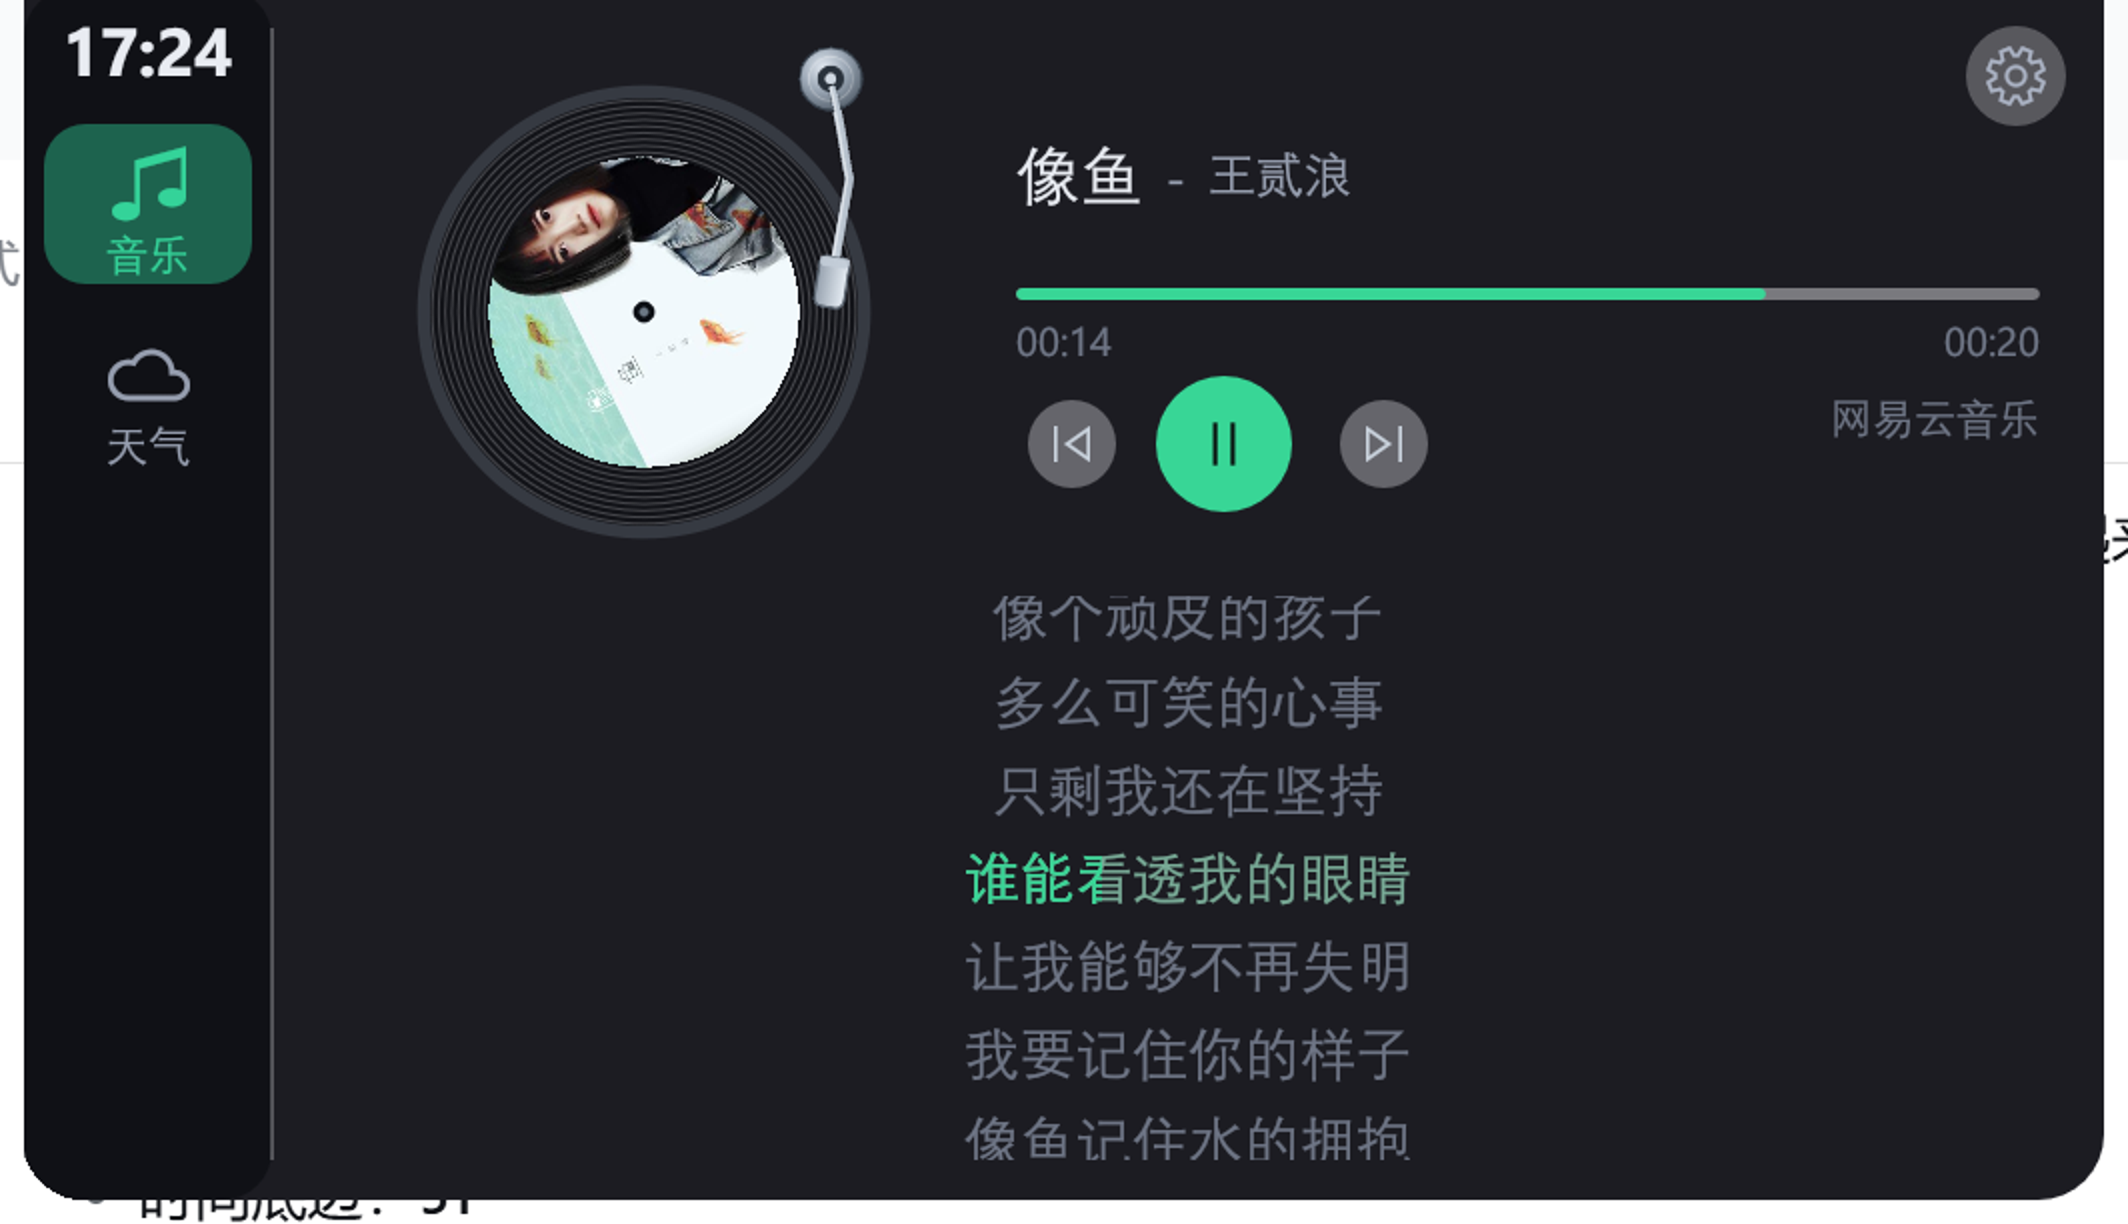 17:24
音乐
天气
像鱼 - 王贰浪
00:14
00:20
网易云音乐
像个顽皮的孩子
多么可笑的心事
只剩我还在坚持
谁能看透我的眼睛
让我能够不再失明
我要记住你的样子
像鱼记住水的拥抱